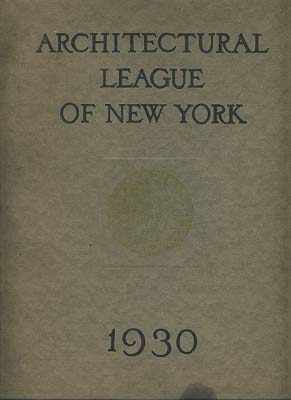 ARCHITECTURAL
LEAGUE
OF NEW YORK
1930